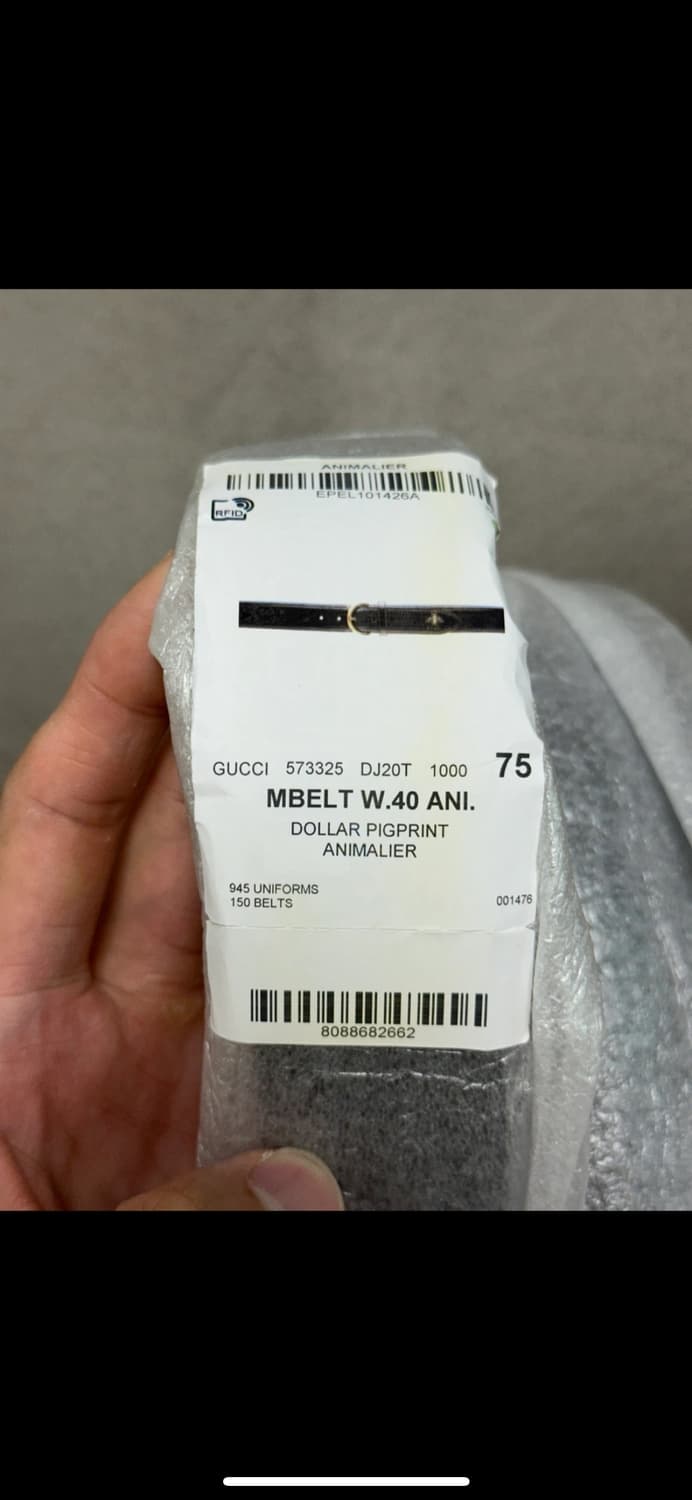 ANIMALIER
EPEL101426A
RFID
GUCCI 573325 DJ20T 1000 75
MBELT W.40 ANI.
DOLLAR PIGPRINT
ANIMALIER
945 UNIFORMS
150 BELTS 001476
8088682662